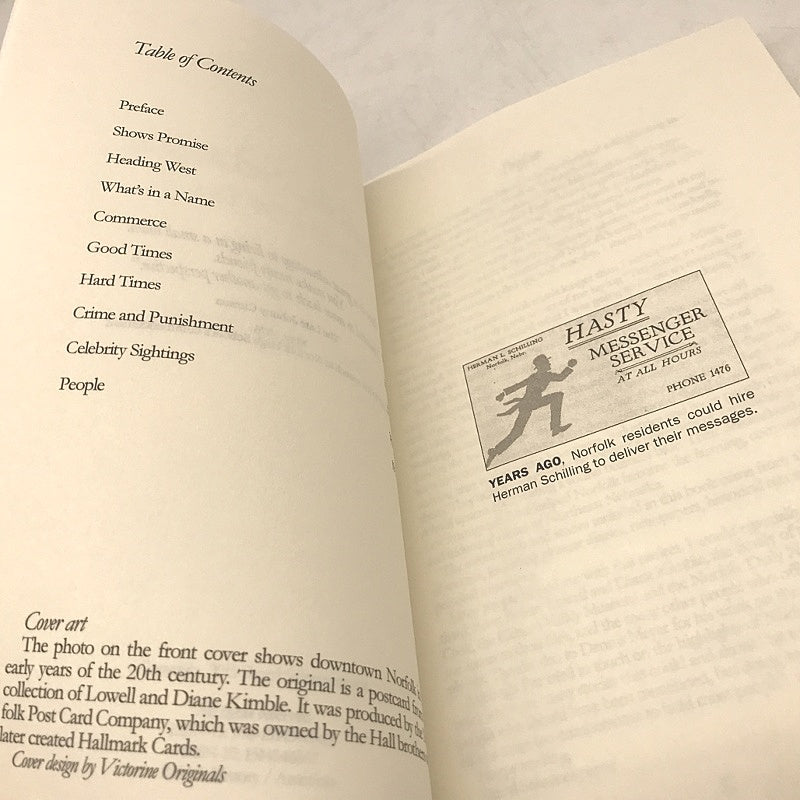 Table of Contents
Preface
Shows Promise
Heading West
What's in a Name
Commerce
Good Times
Hard Times
Crime and Punishment
Celebrity Sightings
People
Cover art
The photo on the front cover shows downtown Norfolk
early years of the 20th century. The original is a postcard
collection of Lowell and Diane Kimble. It was produced by the
folk Post Card Company, which was owned by the Hall brothers
later created Hallmark Cards.
Cover design by Victorine Originals
HERMAN L. SCHILLING
Norfolk, Nebr.
HASTY
MESSENGER
SERVICE
AT ALL HOURS
PHONE 1476
YEARS AGO, Norfolk residents could hire
Herman Schilling to deliver their messages.